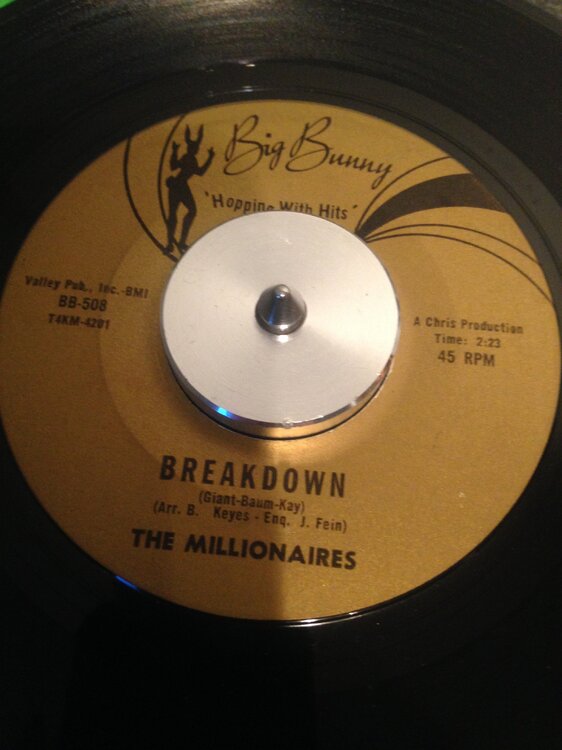 Big Bunny
"Hopping With Hits"
Valley Pub., Inc.-BMI
BB-508
T4KM-4201
A Chris Production
Time: 2:23
45 RPM
BREAKDOWN
(Giant-Baum-Kay)
(Arr. B. Keyes - Eng. J. Fein)
THE MILLIONAIRES